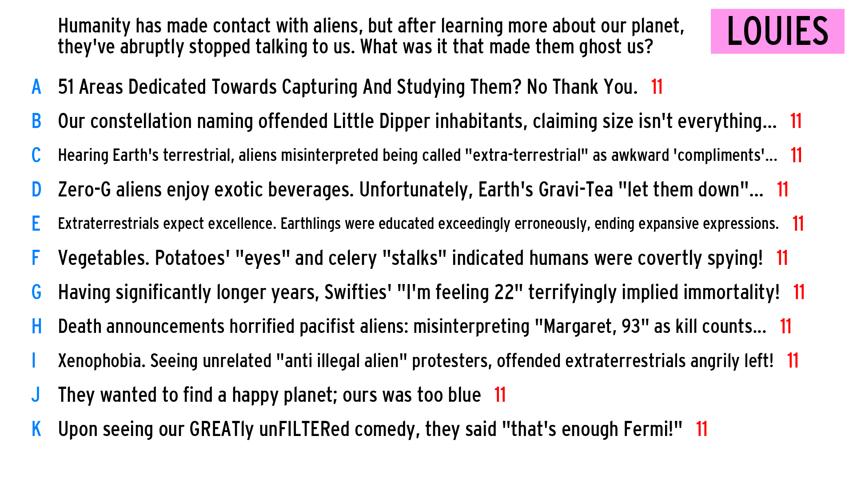 Humanity has made contact with aliens, but after learning more about our planet,
they've abruptly stopped talking to us. What was it that made them ghost us?
LOUIES
A 51 Areas Dedicated Towards Capturing And Studying Them? No Thank You. 11
B Our constellation naming offended Little Dipper inhabitants, claiming size isn't everything... 11
C Hearing Earth's terrestrial, aliens misinterpreted being called "extra-terrestrial" as awkward 'compliments'... 11
D Zero-G aliens enjoy exotic beverages. Unfortunately, Earth's Gravi-Tea "let them down"... 11
E Extraterrestrials expect excellence. Earthlings were educated exceedingly erroneously, ending expansive expressions. 11
F Vegetables. Potatoes' "eyes" and celery "stalks" indicated humans were covertly spying! 11
G Having significantly longer years, Swifties' "I'm feeling 22" terrifyingly implied immortality! 11
H Death announcements horrified pacifist aliens: misinterpreting "Margaret, 93" as kill counts... 11
I Xenophobia. Seeing unrelated "anti illegal alien" protesters, offended extraterrestrials angrily left! 11
J They wanted to find a happy planet; ours was too blue 11
K Upon seeing our GREATly unFILTERed comedy, they said "that's enough Fermi!" 11